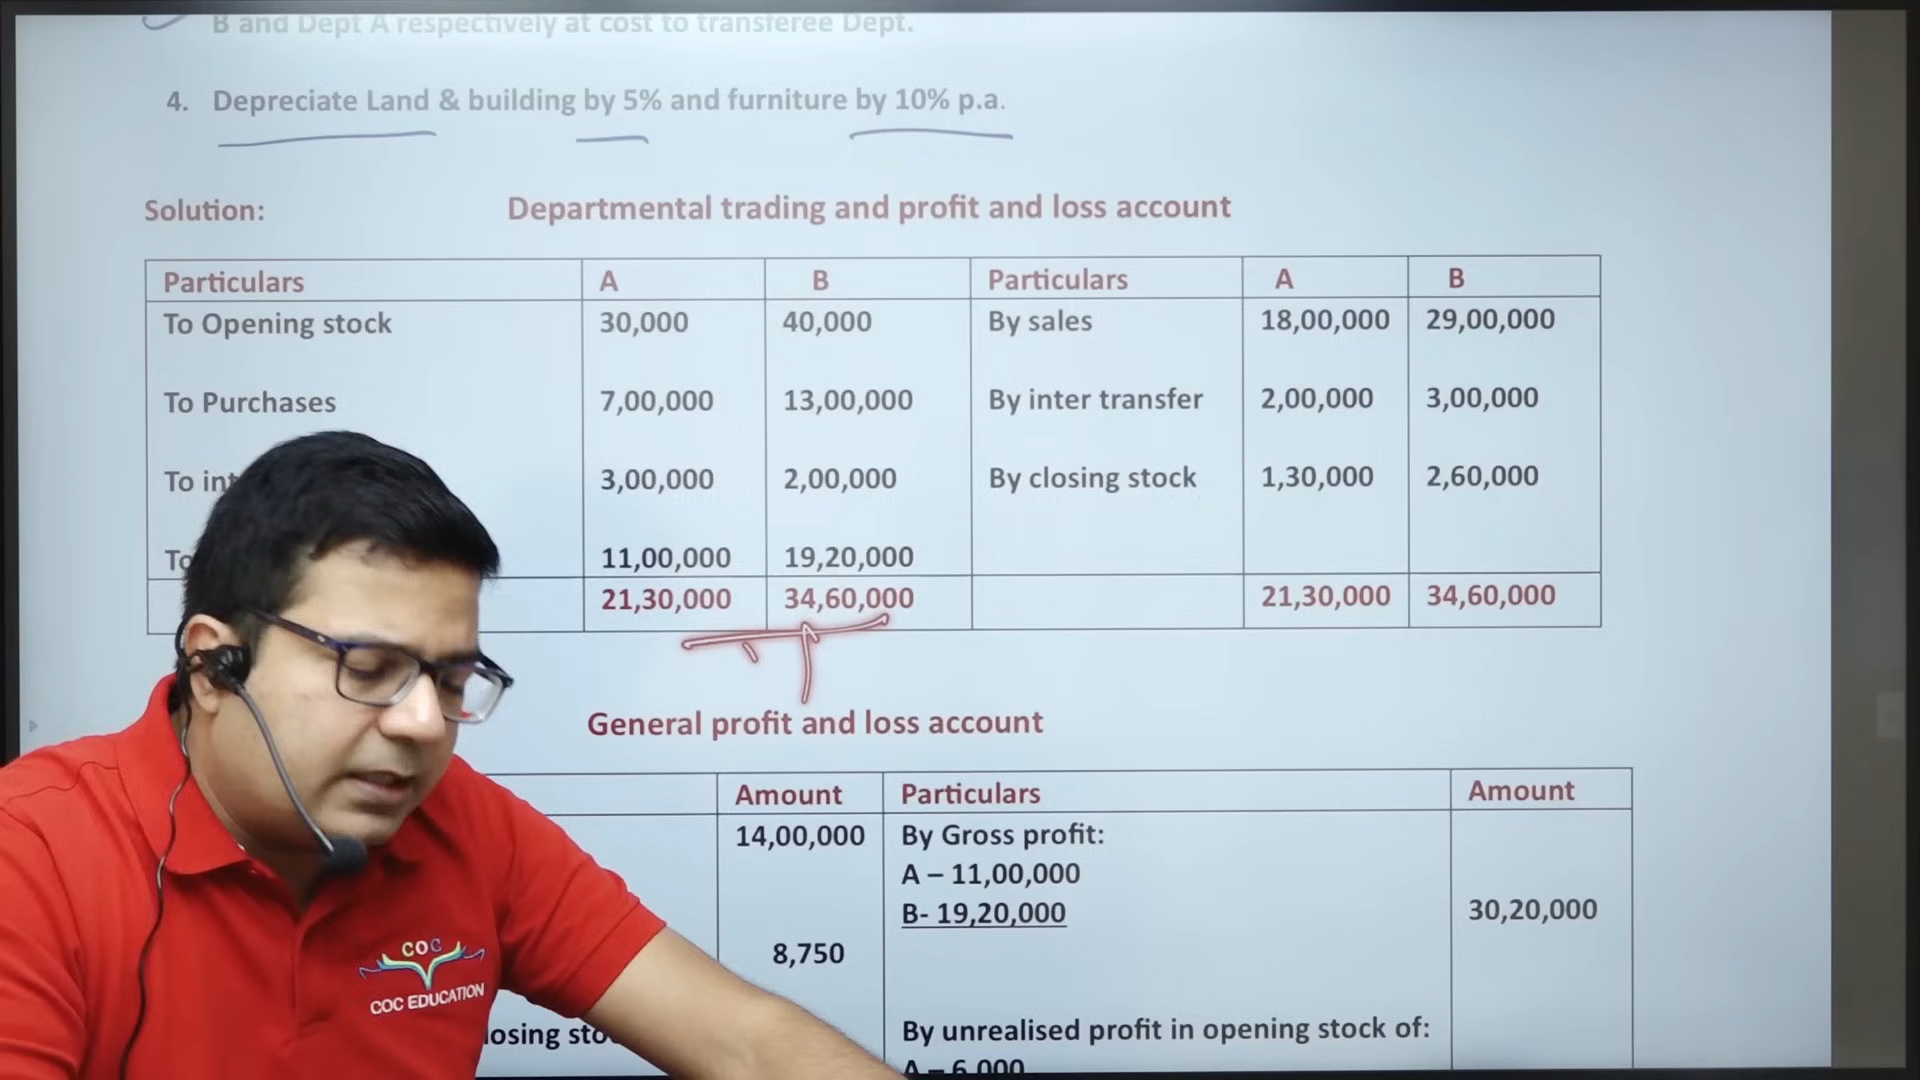 B and Dept A respectively at cost to transferee Dept.
4. Depreciate Land & building by 5% and furniture by 10% p.a.
Solution: Departmental trading and profit and loss account
Particulars A B Particulars A B
To Opening stock 30,000 40,000 By sales 18,00,000 29,00,000
To Purchases 7,00,000 13,00,000 By inter transfer 2,00,000 3,00,000
To 3,00,000 2,00,000 By closing stock 1,30,000 2,60,000
To 11,00,000 19,20,000
21,30,000 34,60,000 21,30,000 34,60,000
General profit and loss account
Amount Particulars Amount
14,00,000 By Gross profit:
A – 11,00,000
B- 19,20,000 30,20,000
8,750
By unrealised profit in opening stock of:
A – 6,000
COC
COC EDUCATION